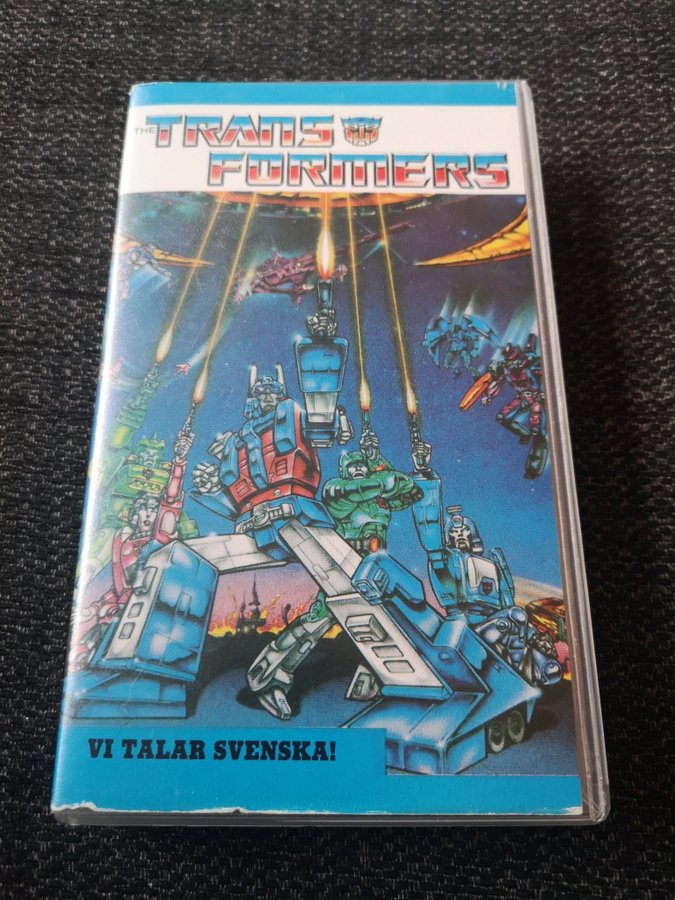 THE TRANS
FORMERS
VI TALAR SVENSKA!